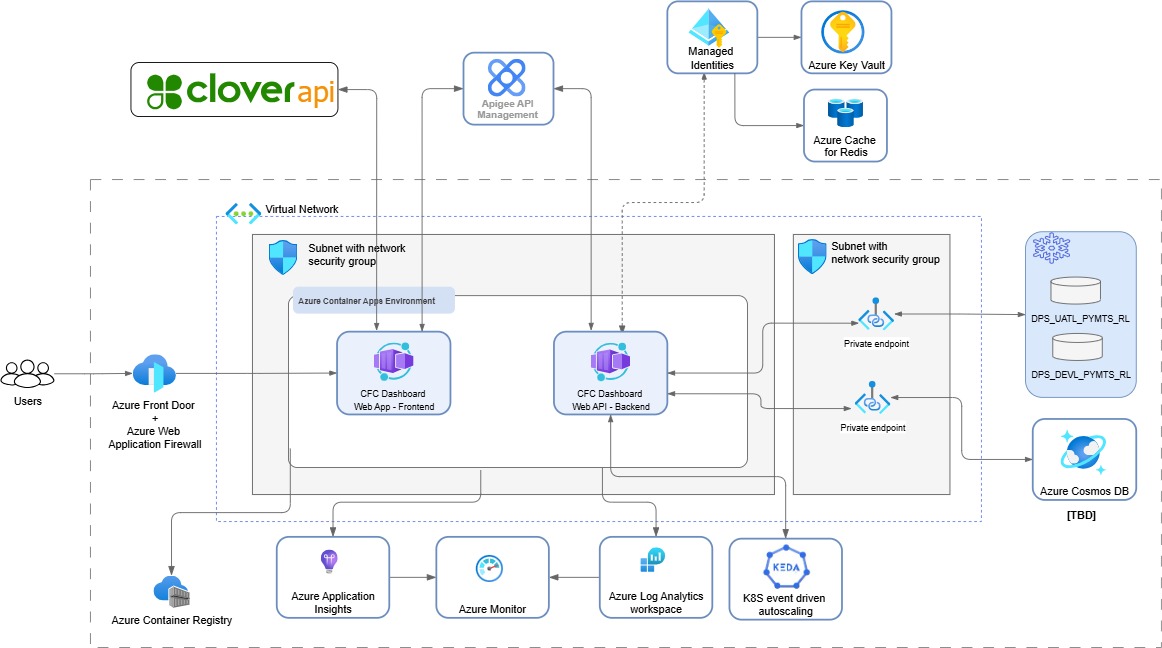 Managed
Identities
Azure Key Vault
cloverapi
Apigee API
Management
Azure Cache
for Redis
Virtual Network
Subnet with network
security group
Subnet with
network security group
Azure Container Apps Environment
DPS_UATL_PYMTS_RL
Private endpoint
DPS_DEVL_PYMTS_RL
CFC Dashboard
Web App - Frontend
CFC Dashboard
Web API - Backend
Users
Azure Front Door
+
Azure Web
Application Firewall
Private endpoint
Azure Cosmos DB
[TBD]
KEDA
Azure Application
Insights
Azure Monitor
Azure Log Analytics
workspace
K8S event driven
autoscaling
Azure Container Registry